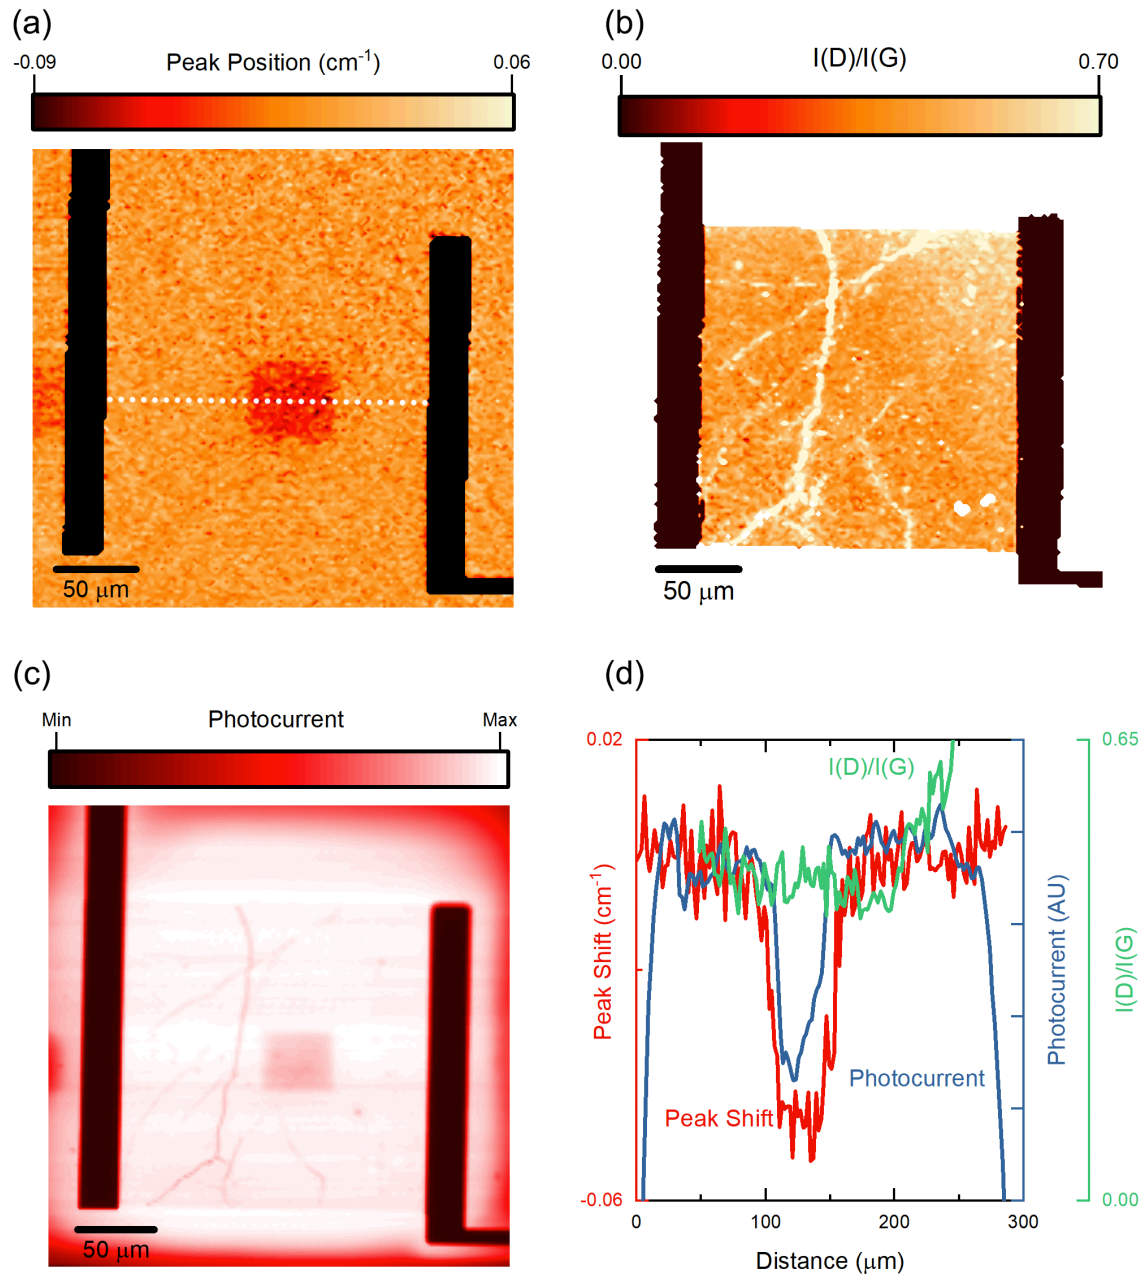 (a)
Peak Position (cm-1)
-0.09
0.06
50 μm
(b)
I(D)/I(G)
0.00
0.70
50 μm
(c)
Photocurrent
Min
Max
50 μm
(d)
0.02
0.65
I(D)/I(G)
Peak Shift (cm-1)
Photocurrent (AU)
I(D)/I(G)
Photocurrent
Peak Shift
-0.06
0.00
0
100
200
300
Distance (μm)